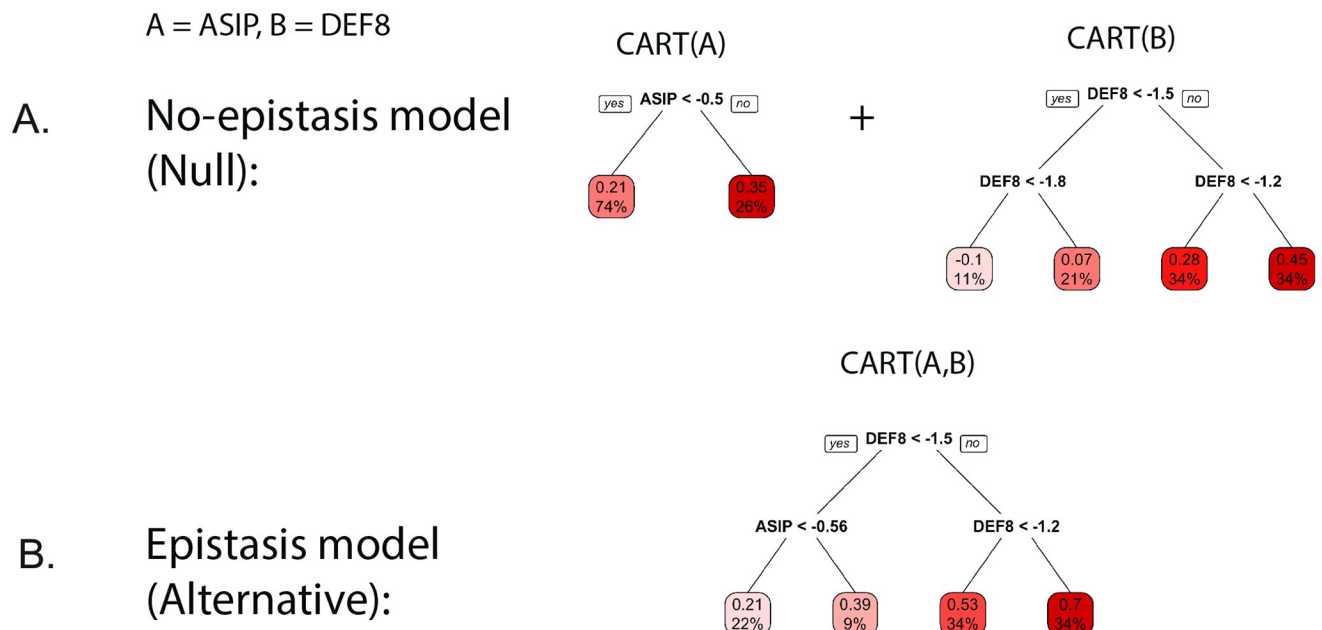 A = ASIP, B = DEF8
CART(A)
CART(B)
A.
No-epistasis model
(Null):
yes ASIP < -0.5 no
+
yes DEF8 < -1.5 no
DEF8 < -1.8
DEF8 < -1.2
0.21
74%
0.35
26%
-0.1
11%
0.07
21%
0.28
34%
0.45
34%
CART(A,B)
yes DEF8 < -1.5 no
B.
Epistasis model
(Alternative):
ASIP < -0.56
DEF8 < -1.2
0.21
22%
0.39
9%
0.53
34%
0.7
34%